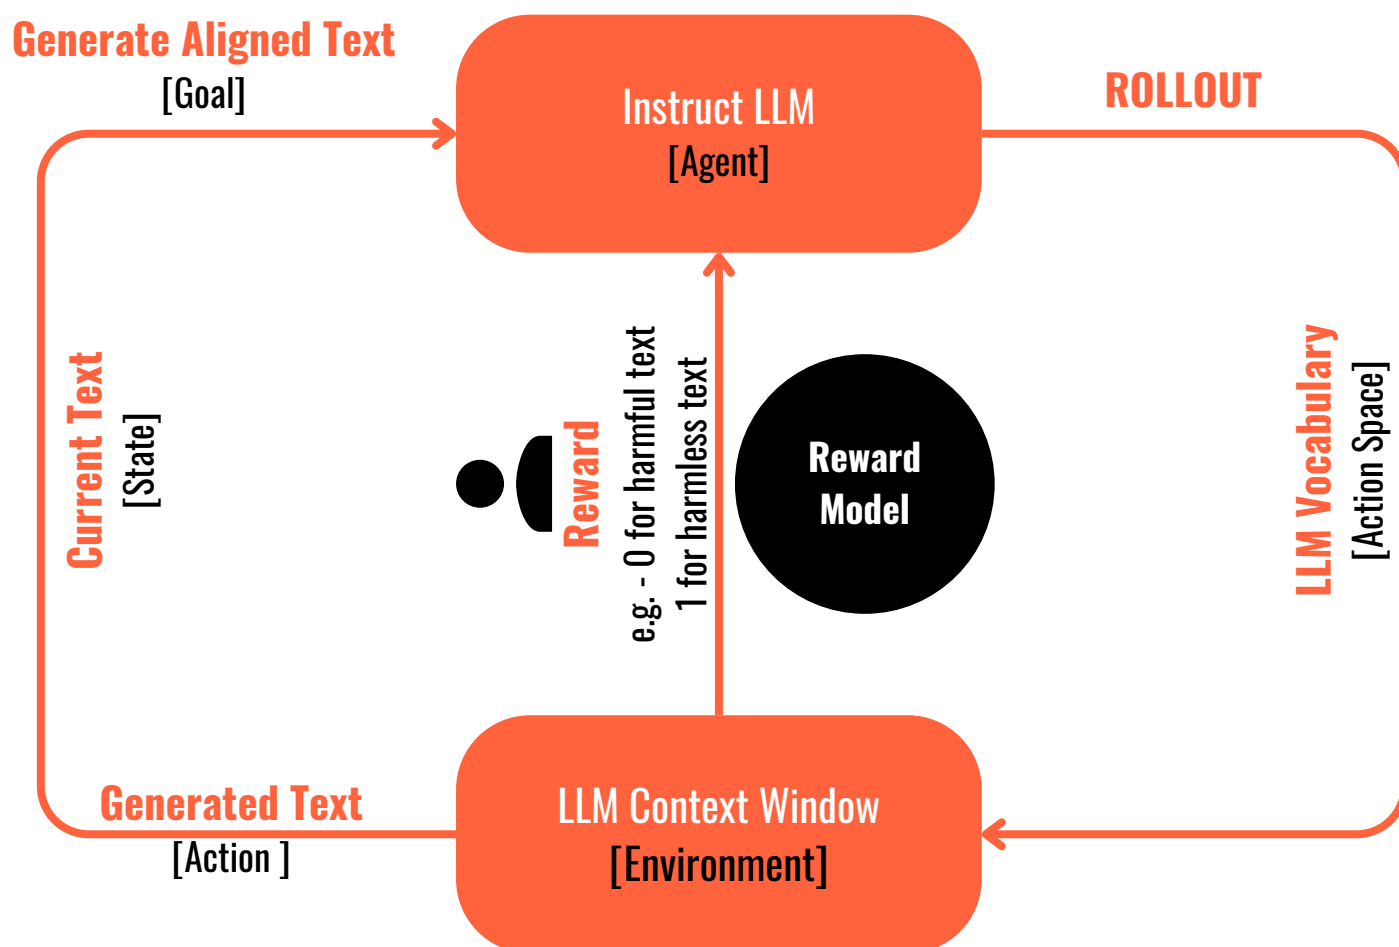 Generate Aligned Text
[Goal]
Instruct LLM
[Agent]
ROLLOUT
Current Text
[State]
Reward
e.g. - 0 for harmful text
1 for harmless text
Reward
Model
LLM Vocabulary
[Action Space]
Generated Text
[Action ]
LLM Context Window
[Environment]